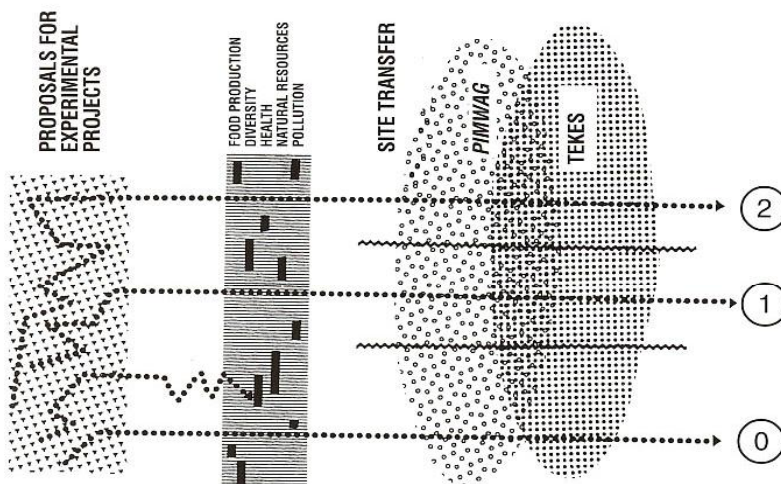 PROPOSALS FOR
EXPERIMENTAL
PROJECTS
FOOD PRODUCTION
DIVERSITY
HEALTH
NATURAL RESOURCES
POLLUTION
SITE TRANSFER
PIMWAG
TEKES
2
1
0